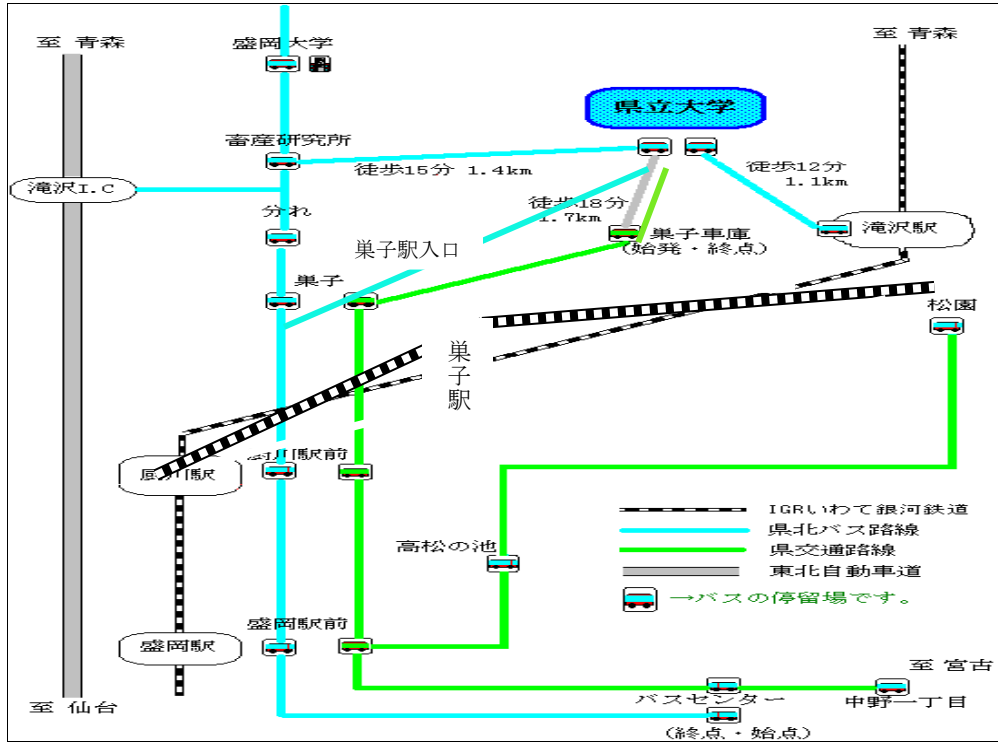 至 青森
盛岡大学
至 青森
県立大学
畜産研究所
徒歩15分 1.4km
徒歩12分
1.1km
滝沢I.C
分れ
徒歩18分
1.7km
滝沢駅
巣子車庫
(始発・終点)
巣子駅入口
巣子
松園
巣子駅
厨川駅前
厨川駅
IGRいわて銀河鉄道
県北バス路線
県交通路線
東北自動車道
→バスの停留場です。
高松の池
盛岡駅前
盛岡駅
至 宮古
バスセンター
中野一丁目
至 仙台
(終点・始点)